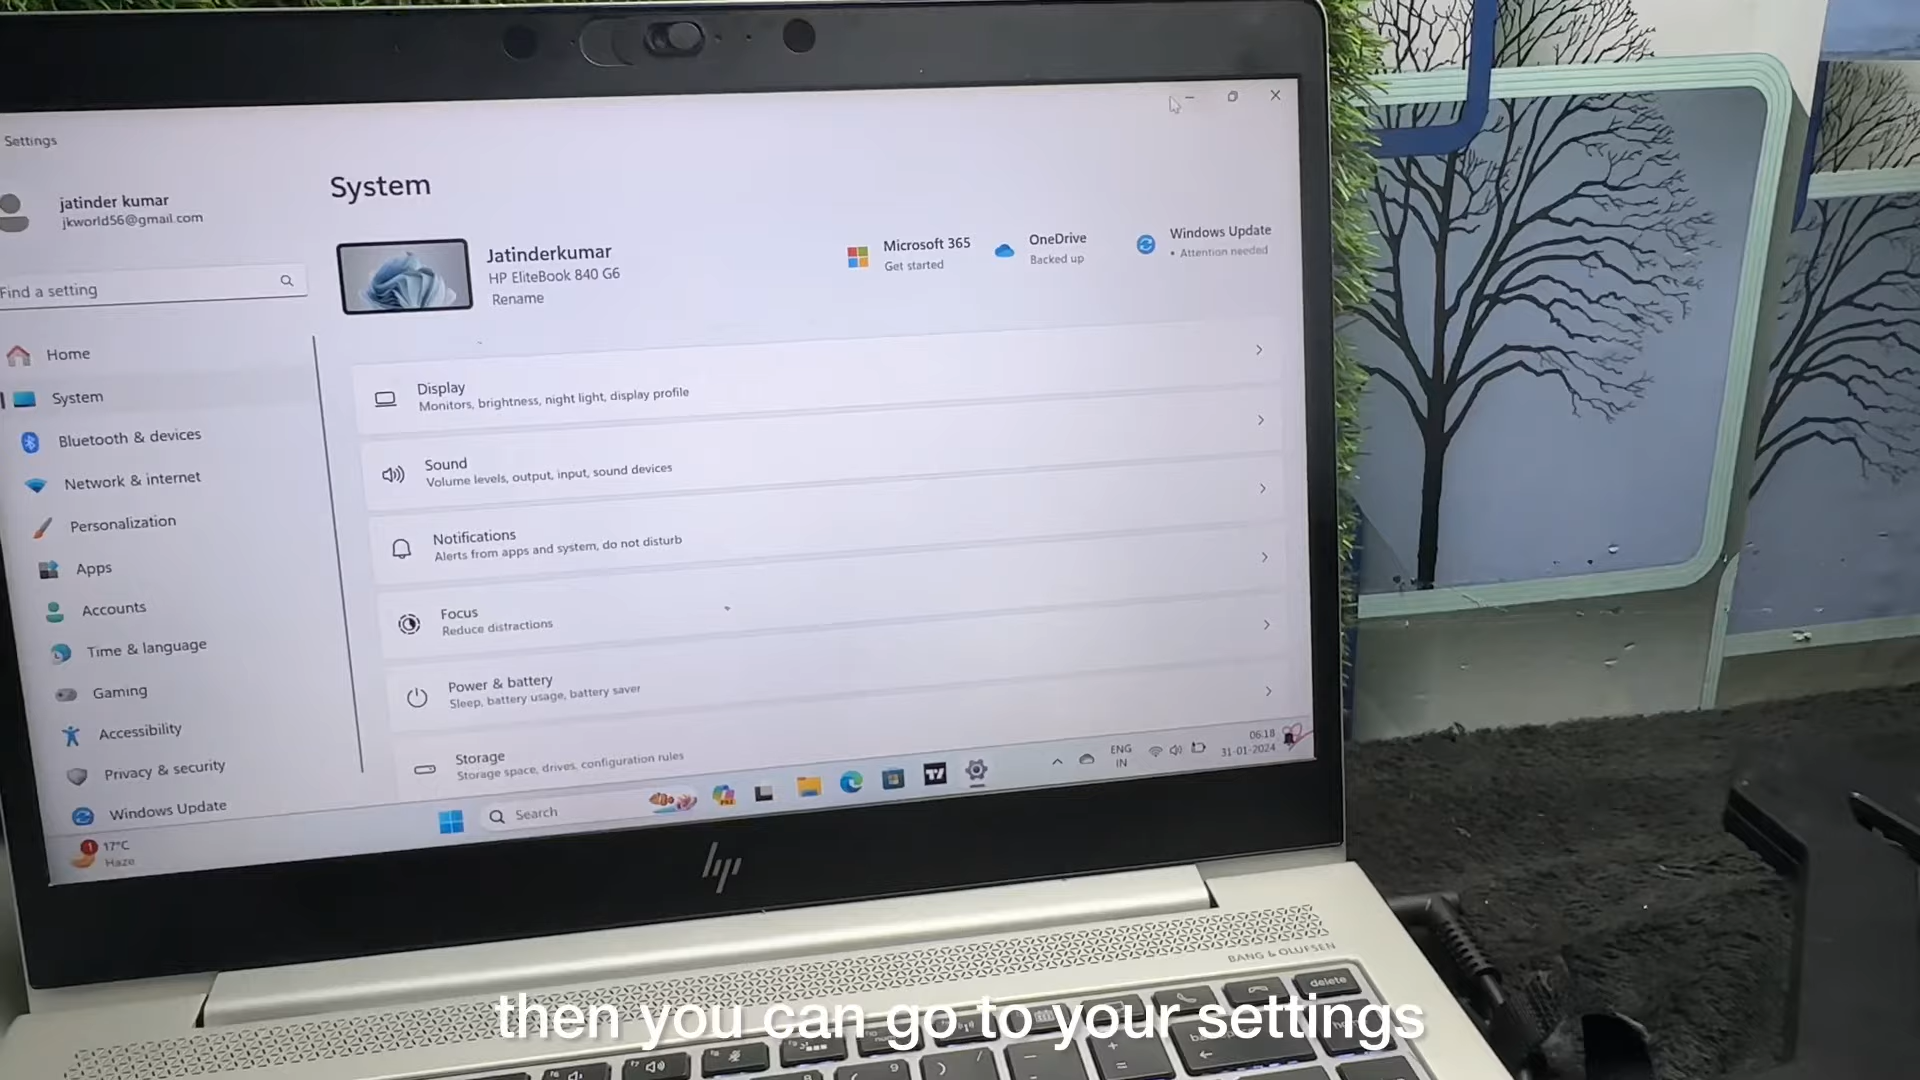 Settings
jatinder kumar
jkworld56@gmail.com
Find a setting
Home
System
Bluetooth & devices
Network & internet
Personalization
Apps
Accounts
Time & language
Gaming
Accessibility
Privacy & security
Windows Update
System
Jatinderkumar
HP EliteBook 840 G6
Rename
Microsoft 365
Get started
OneDrive
Backed up
Windows Update
• Attention needed
Display
Monitors, brightness, night light, display profile
Sound
Volume levels, output, input, sound devices
Notifications
Alerts from apps and system, do not disturb
Focus
Reduce distractions
Power & battery
Sleep, battery usage, battery saver
Storage
Storage space, drives, configuration rules
1
17°C
Haze
Search
ENG
IN
06:18
31-01-2024
hp
BANG & OLUFSEN
delete
then you can go to your settings